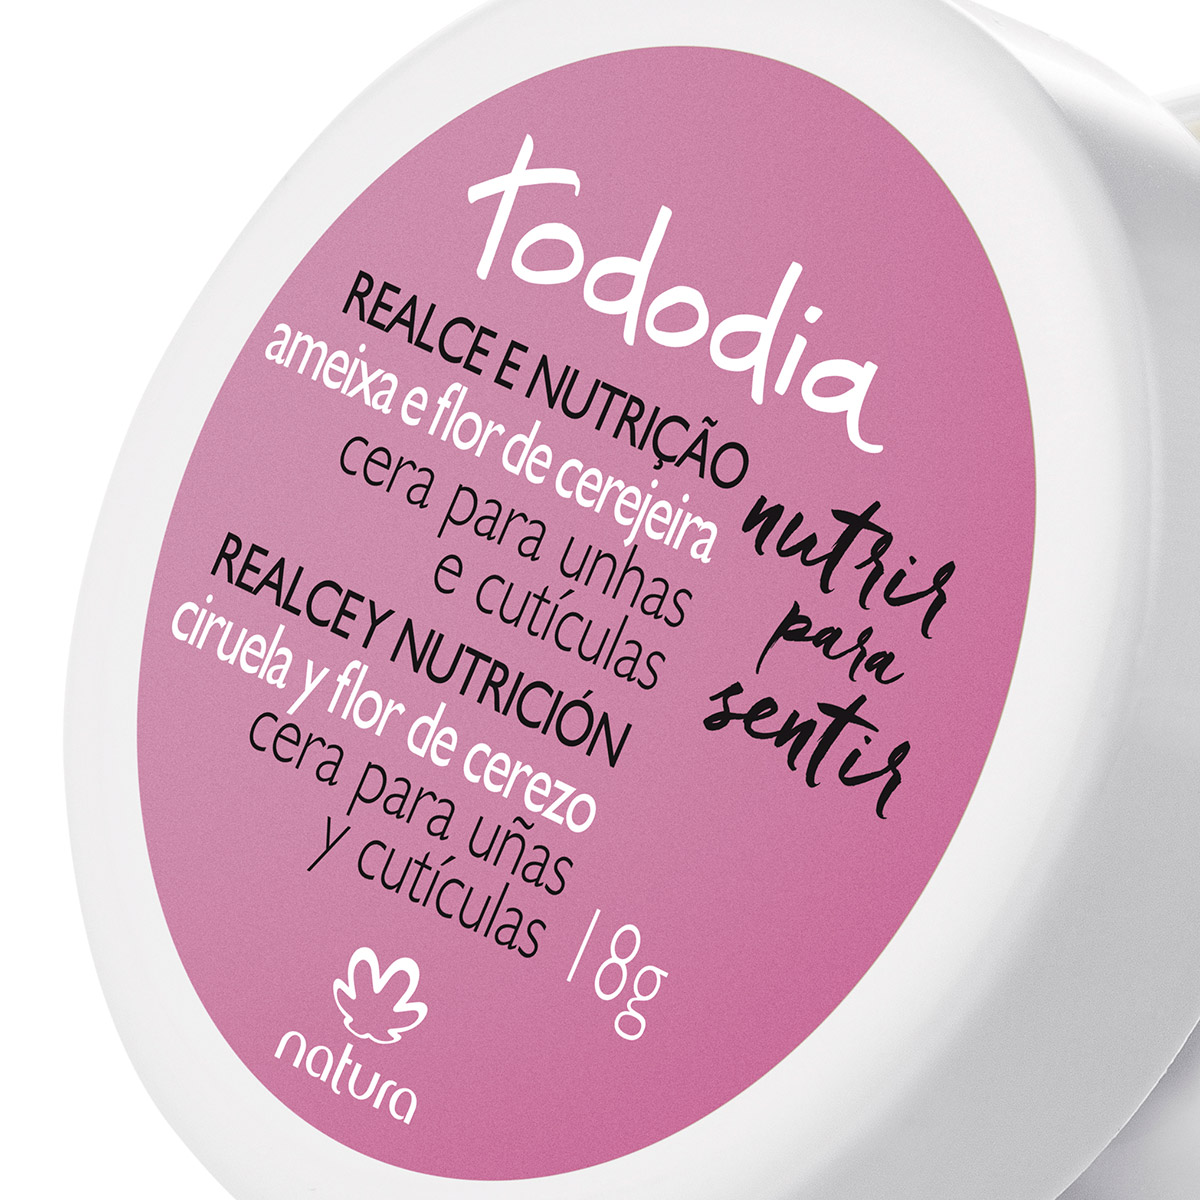 tododia
REALCE E NUTRIÇÃO
ameixa e flor de cerejeira
cera para unhas
e cutículas
nutrir
para
sentir
REALCE Y NUTRICIÓN
ciruela y flor de cerezo
cera para uñas
y cutículas
| 8g
natura